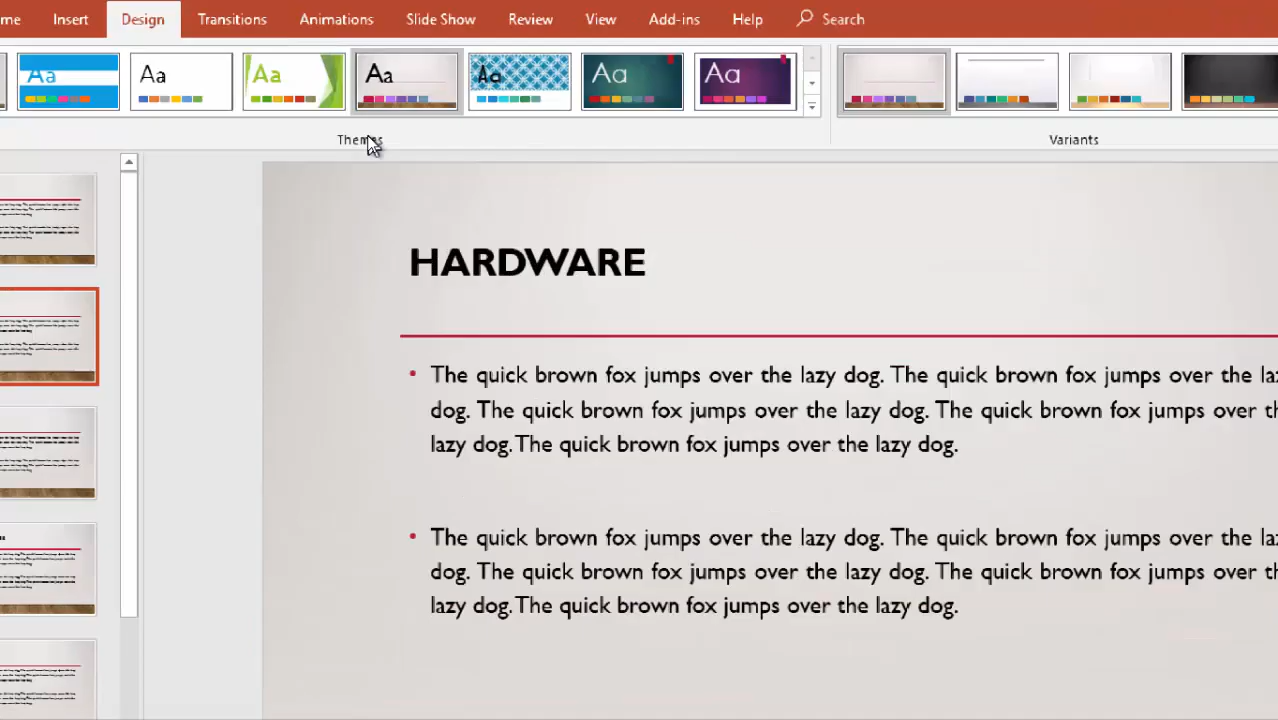 me Insert Design Transitions Animations Slide Show Review View Add-ins Help Search
Aa Aa Aa Aa Aa Aa Aa
Themes Variants
HARDWARE
• The quick brown fox jumps over the lazy dog. The quick brown fox jumps over the la
dog. The quick brown fox jumps over the lazy dog. The quick brown fox jumps over th
lazy dog.The quick brown fox jumps over the lazy dog.
• The quick brown fox jumps over the lazy dog. The quick brown fox jumps over the la
dog. The quick brown fox jumps over the lazy dog. The quick brown fox jumps over th
lazy dog.The quick brown fox jumps over the lazy dog.